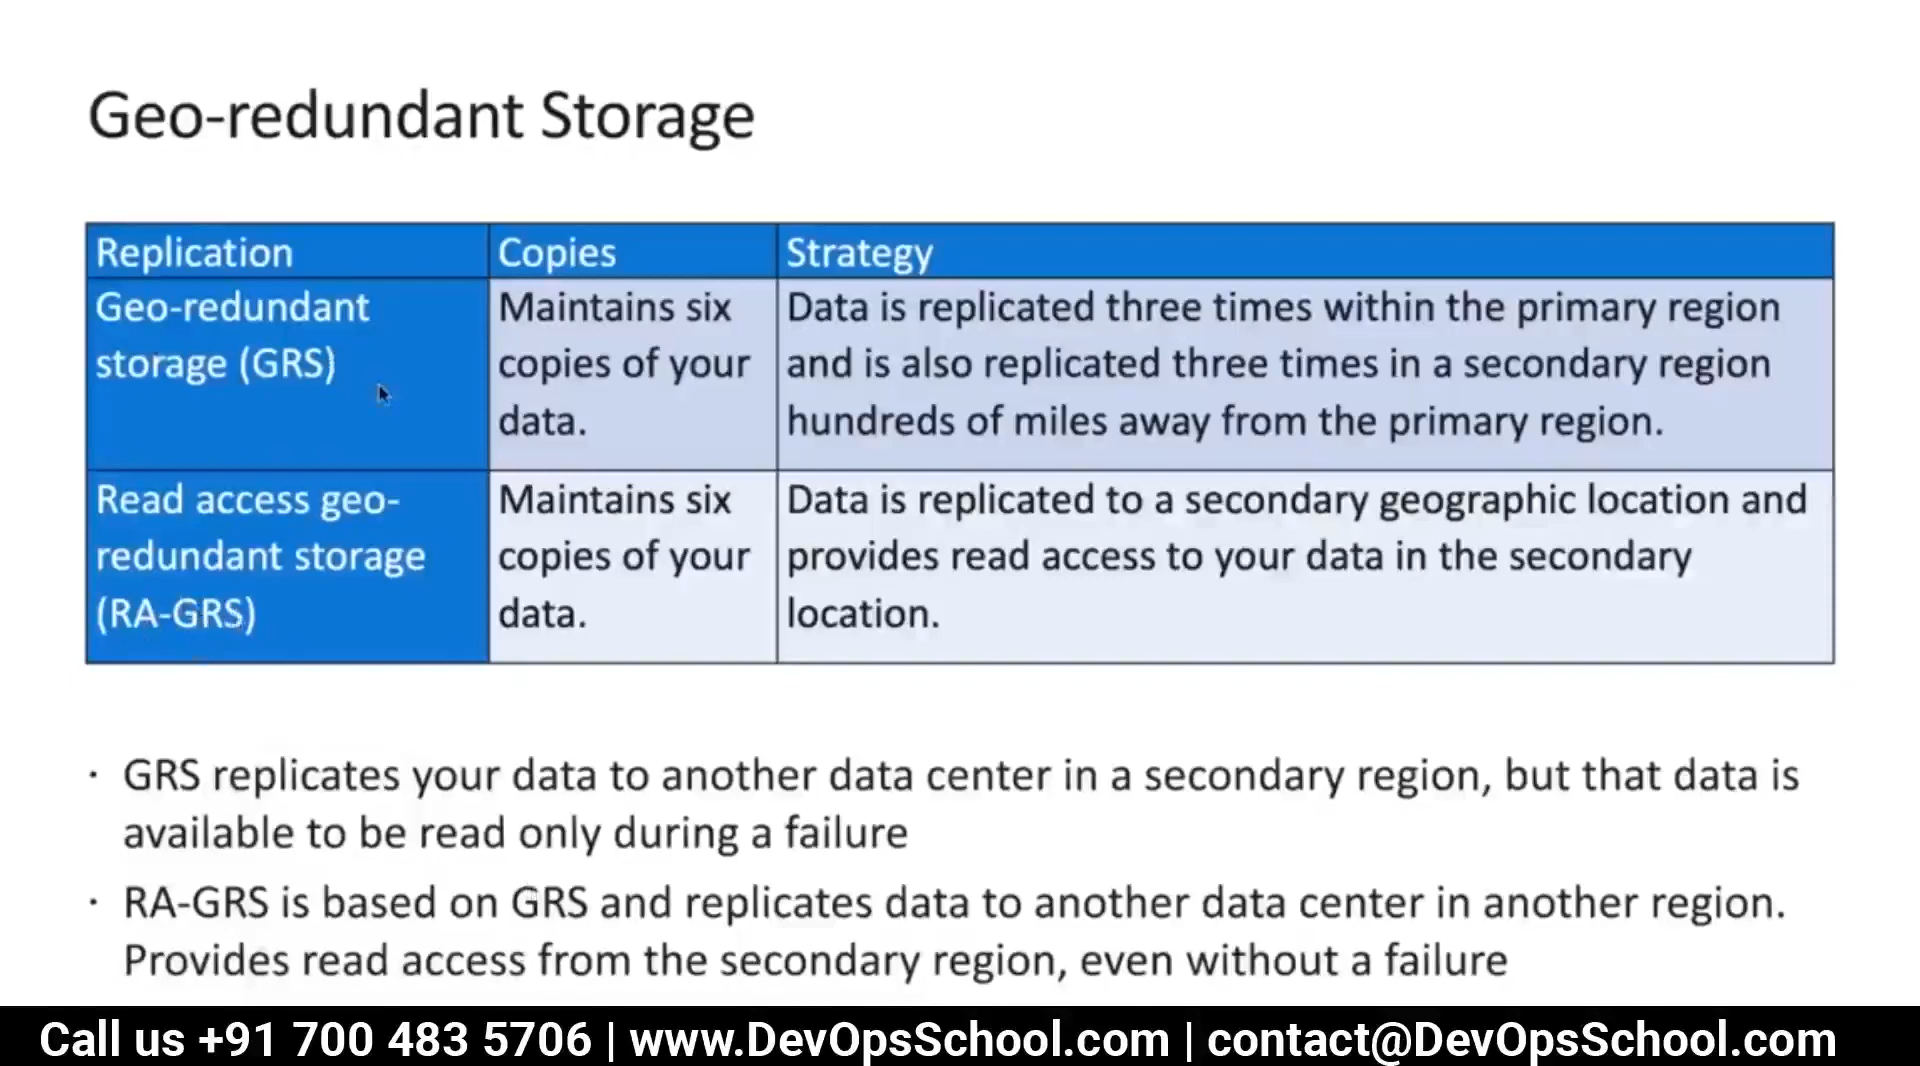 Geo-redundant Storage
Replication
Copies
Strategy
Geo-redundant
storage (GRS)
Maintains six
copies of your
data.
Data is replicated three times within the primary region
and is also replicated three times in a secondary region
hundreds of miles away from the primary region.
Read access geo-
redundant storage
(RA-GRS)
Maintains six
copies of your
data.
Data is replicated to a secondary geographic location and
provides read access to your data in the secondary
location.
· GRS replicates your data to another data center in a secondary region, but that data is
available to be read only during a failure
· RA-GRS is based on GRS and replicates data to another data center in another region.
Provides read access from the secondary region, even without a failure
Call us +91 700 483 5706 | www.DevOpsSchool.com | contact@DevOpsSchool.com